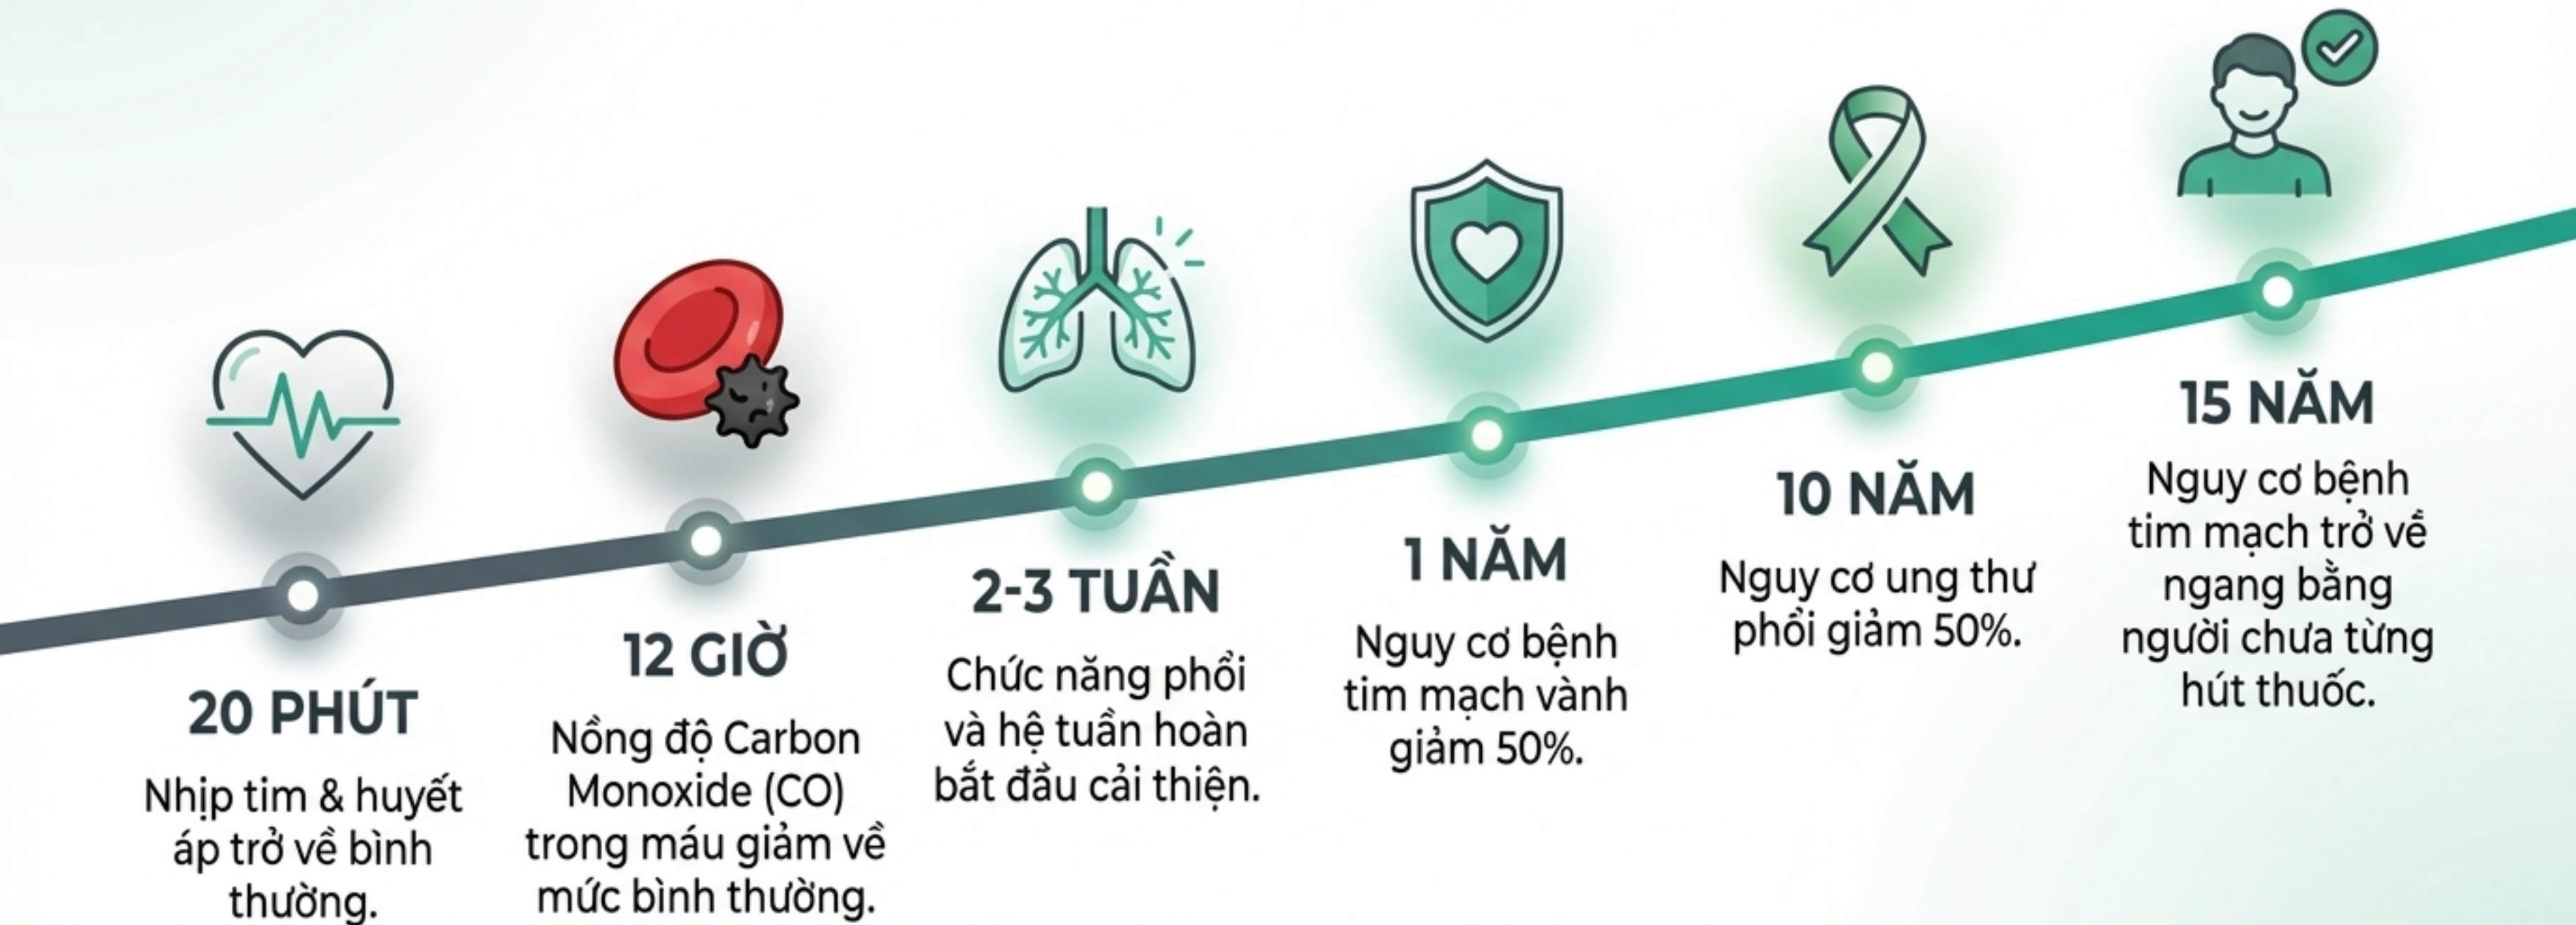 20 PHÚT
Nhịp tim & huyết
áp trở về bình
thường.
12 GIỜ
Nồng độ Carbon
Monoxide (CO)
trong máu giảm về
mức bình thường.
2-3 TUẦN
Chức năng phổi
và hệ tuần hoàn
bắt đầu cải thiện.
1 NĂM
Nguy cơ bệnh
tim mạch vành
giảm 50%.
10 NĂM
Nguy cơ ung thư
phổi giảm 50%.
15 NĂM
Nguy cơ bệnh
tim mạch trở về
ngang bằng
người chưa từng
hút thuốc.